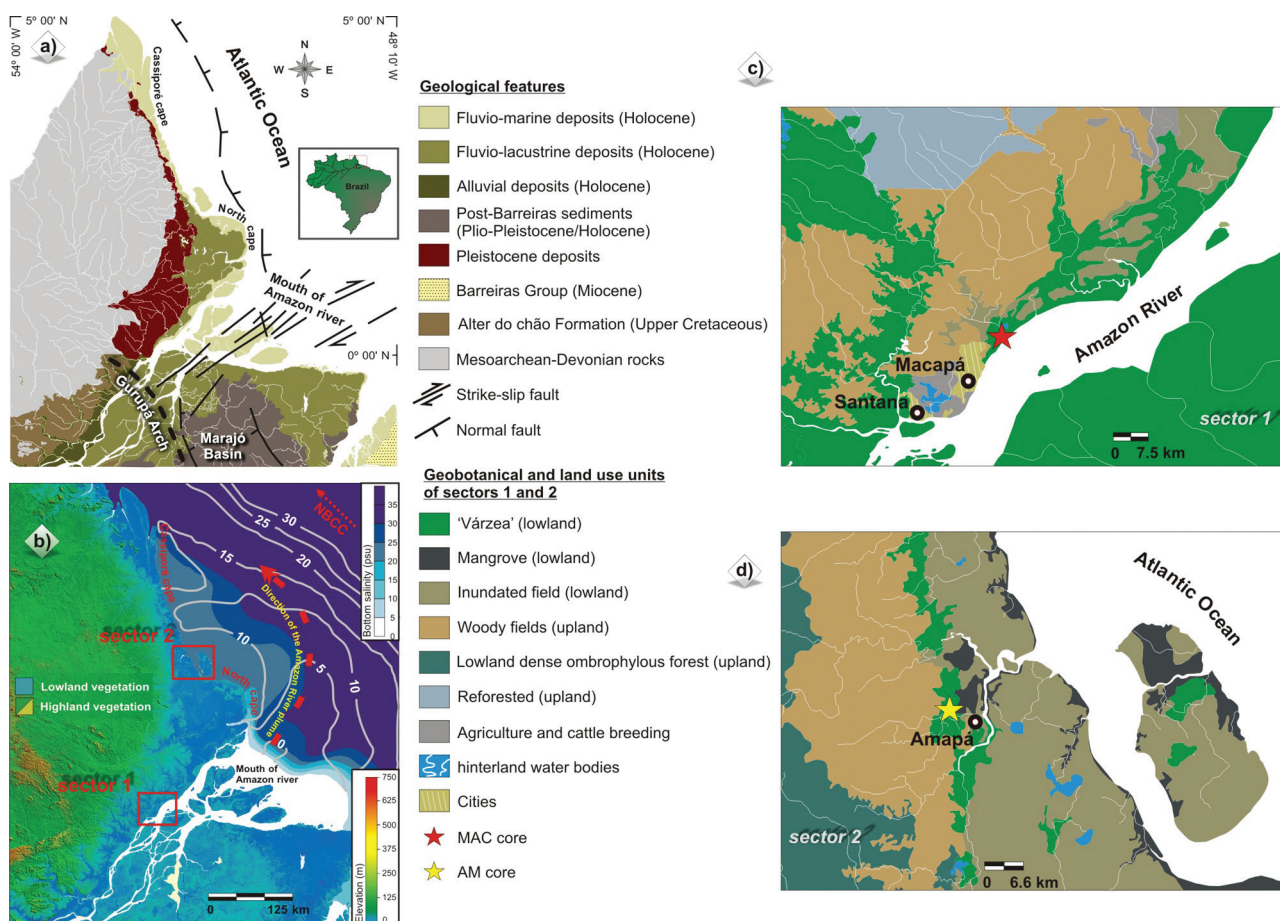 a)
5º 00' N
5º 00' N
54º 00' W
48º 10' W
Cassiporé cape
Atlantic Ocean
N
W E
S
Brazil
North cape
Mouth of
Amazon river
0º 00' N
Gurupá Arch
Marajó
Basin
Geological features
Fluvio-marine deposits (Holocene)
Fluvio-lacustrine deposits (Holocene)
Alluvial deposits (Holocene)
Post-Barreiras sediments
(Plio-Pleistocene/Holocene)
Pleistocene deposits
Barreiras Group (Miocene)
Alter do chão Formation (Upper Cretaceous)
Mesoarchean-Devonian rocks
Strike-slip fault
Normal fault
b)
Cassiporé cape
NBCC
30
25
20
15
10
5
10
0
Direction of the Amazon River plume
North cape
sector 2
Lowland vegetation
Highland vegetation
sector 1
Mouth of
Amazon river
0 125 km
Bottom salinity (psu)
35
30
25
20
15
10
5
0
Elevation (m)
750
625
500
375
250
125
0
Geobotanical and land use units
of sectors 1 and 2
'Várzea' (lowland)
Mangrove (lowland)
Inundated field (lowland)
Woody fields (upland)
Lowland dense ombrophylous forest (upland)
Reforested (upland)
Agriculture and cattle breeding
hinterland water bodies
Cities
MAC core
AM core
c)
Amazon River
Macapá
Santana
sector 1
0 7.5 km
d)
Atlantic
Ocean
Amapá
sector 2
0 6.6 km